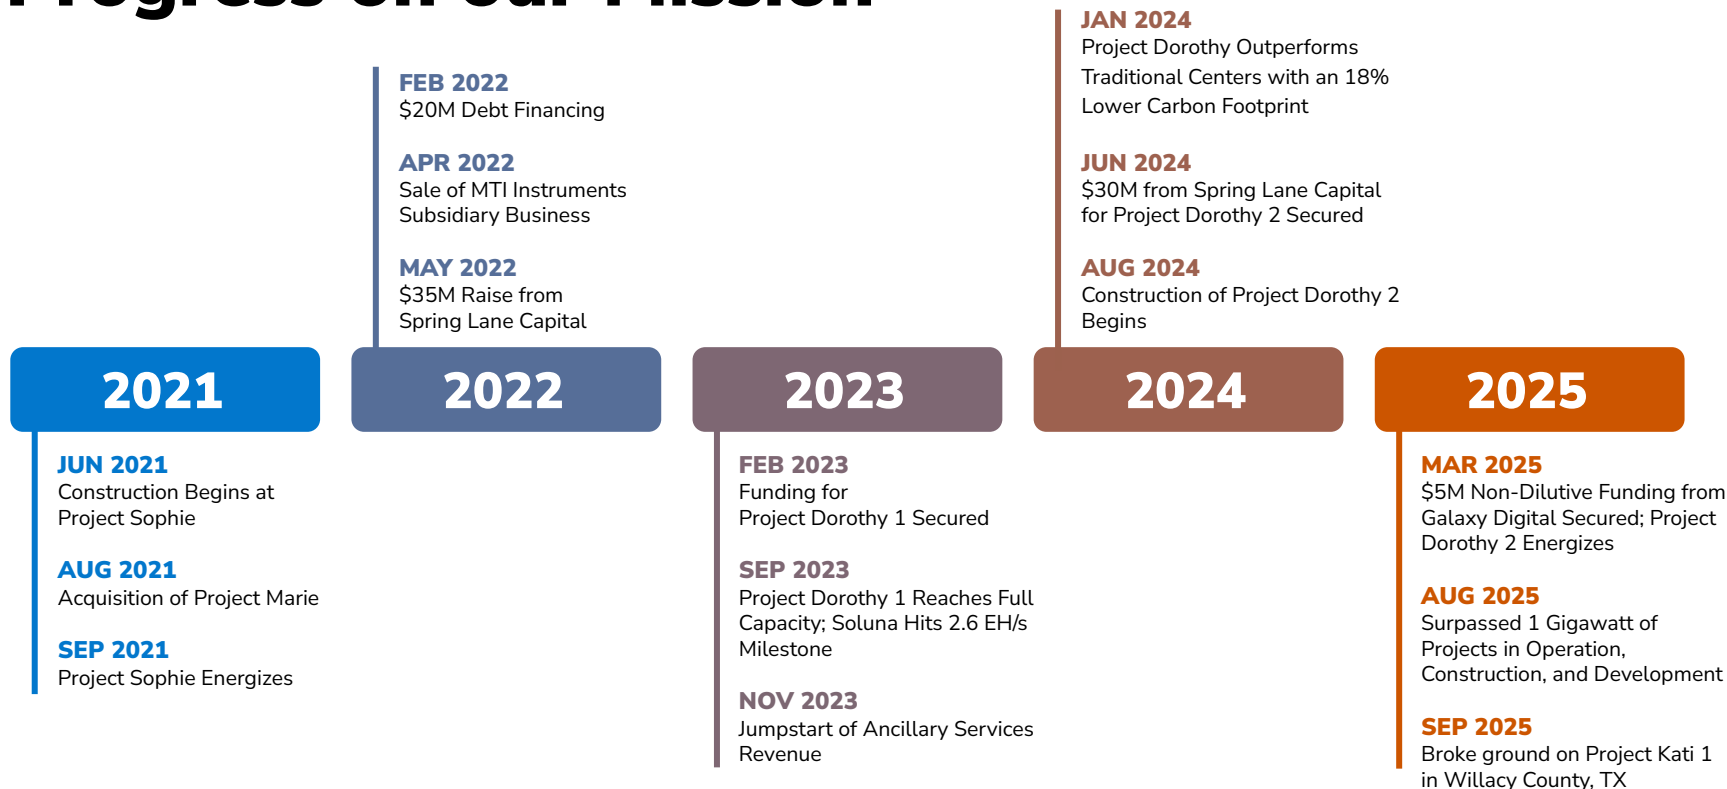 Progress on our Mission
2021
JUN 2021
Construction Begins at
Project Sophie
AUG 2021
Acquisition of Project Marie
SEP 2021
Project Sophie Energizes
FEB 2022
$20M Debt Financing
APR 2022
Sale of MTI Instruments
Subsidiary Business
MAY 2022
$35M Raise from
Spring Lane Capital
2022
2023
FEB 2023
Funding for
Project Dorothy 1 Secured
SEP 2023
Project Dorothy 1 Reaches Full
Capacity; Soluna Hits 2.6 EH/s
Milestone
NOV 2023
Jumpstart of Ancillary Services
Revenue
JAN 2024
Project Dorothy Outperforms
Traditional Centers with an 18%
Lower Carbon Footprint
JUN 2024
$30M from Spring Lane Capital
for Project Dorothy 2 Secured
AUG 2024
Construction of Project Dorothy 2
Begins
2024
2025
MAR 2025
$5M Non-Dilutive Funding from
Galaxy Digital Secured; Project
Dorothy 2 Energizes
AUG 2025
Surpassed 1 Gigawatt of
Projects in Operation,
Construction, and Development
SEP 2025
Broke ground on Project Kati 1
in Willacy County, TX